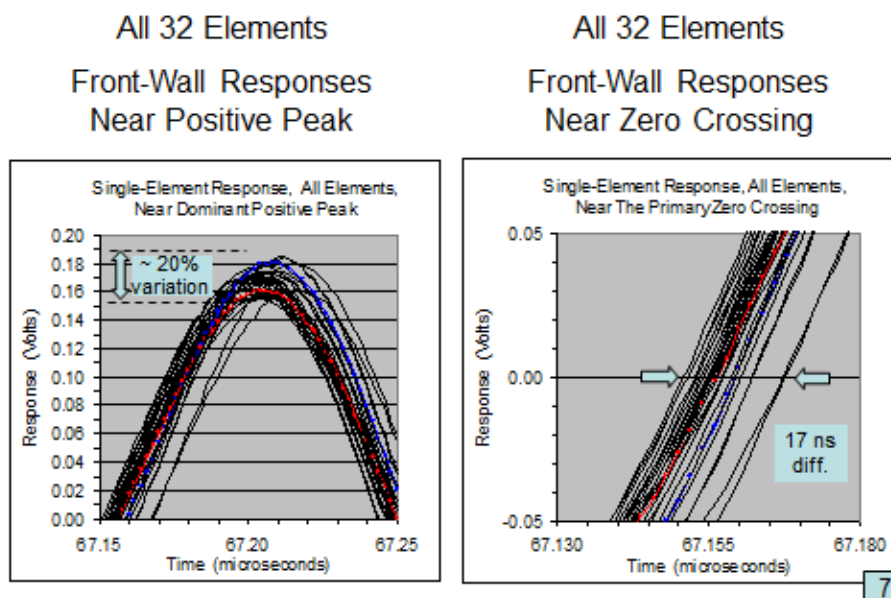 All 32 Elements
Front-Wall Responses
Near Positive Peak
Single-Element Response, All Elements,
Near Dominant Positive Peak
0.20
0.18
0.16
0.14
0.12
0.10
0.08
0.06
0.04
0.02
0.00
~ 20%
variation
Response (Volts)
67.15
67.20
67.25
Time (microseconds)
All 32 Elements
Front-Wall Responses
Near Zero Crossing
Single-Element Response, All Elements,
Near The Primary Zero Crossing
0.05
0.00
-0.05
17 ns
diff.
Response (Volts)
67.130
67.155
67.180
Time (microseconds)
7